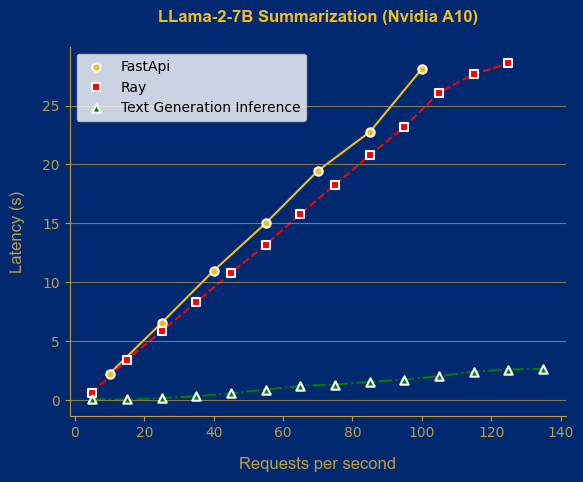 LLama-2-7B Summarization (Nvidia A10)
FastApi
Ray
Text Generation Inference
25
20
15
10
5
0
Latency (s)
0 20 40 60 80 100 120 140
Requests per second